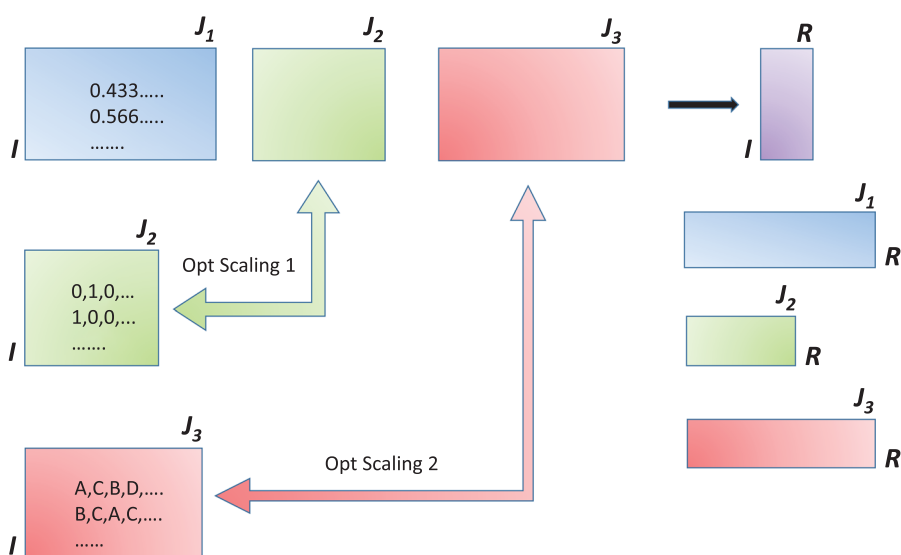 J1
J2
J3
R
0.433.....
0.566.....
.......
I
I
J1
R
J2
Opt Scaling 1
0,1,0,...
1,0,0,...
.......
I
J2
R
J3
R
J3
Opt Scaling 2
A,C,B,D,....
B,C,A,C,....
......
I